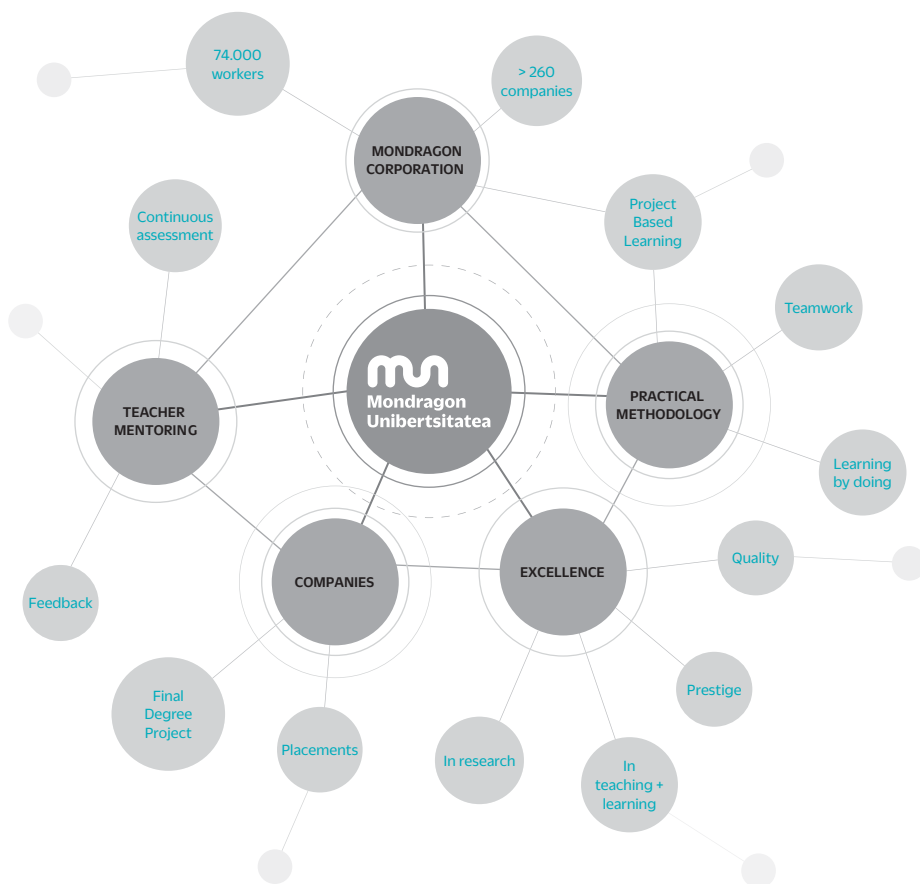 74.000
workers
> 260
companies
MONDRAGON
CORPORATION
Continuous
assessment
Project
Based
Learning
Teamwork
mun
Mondragon
Unibertsitatea
TEACHER
MENTORING
PRACTICAL
METHODOLOGY
Learning
by doing
Quality
EXCELLENCE
COMPANIES
Feedback
Prestige
Final
Degree
Project
Placements
In research
In
teaching +
learning